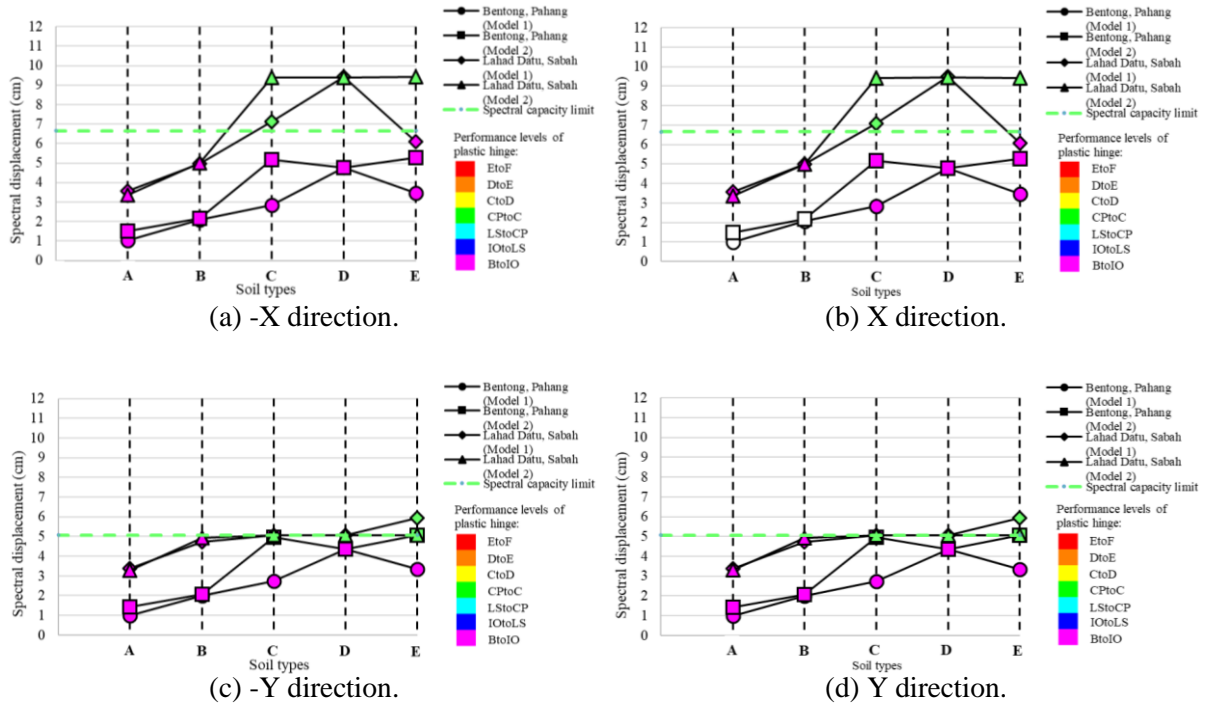 12
11
10
9
8
7
6
5
4
3
2
1
0
Spectral displacement (cm)
A B C D E
Soil types
Bentong, Pahang
(Model 1)
Bentong, Pahang
(Model 2)
Lahad Datu, Sabah
(Model 1)
Lahad Datu, Sabah
(Model 2)
Spectral capacity limit
Performance levels of
plastic hinge:
EtoF
DtoE
CtoD
CPtoC
LStoCP
IOtoLS
BtoIO
(a) -X direction.
12
11
10
9
8
7
6
5
4
3
2
1
0
Spectral displacement (cm)
A B C D E
Soil types
Bentong, Pahang
(Model 1)
Bentong, Pahang
(Model 2)
Lahad Datu, Sabah
(Model 1)
Lahad Datu, Sabah
(Model 2)
Spectral capacity limit
Performance levels of
plastic hinge:
EtoF
DtoE
CtoD
CPtoC
LStoCP
IOtoLS
BtoIO
(b) X direction.
12
11
10
9
8
7
6
5
4
3
2
1
0
Spectral displacement (cm)
A B C D E
Soil types
Bentong, Pahang
(Model 1)
Bentong, Pahang
(Model 2)
Lahad Datu, Sabah
(Model 1)
Lahad Datu, Sabah
(Model 2)
Spectral capacity limit
Performance levels of
plastic hinge:
EtoF
DtoE
CtoD
CPtoC
LStoCP
IOtoLS
BtoIO
(c) -Y direction.
12
11
10
9
8
7
6
5
4
3
2
1
0
Spectral displacement (cm)
A B C D E
Soil types
Bentong, Pahang
(Model 1)
Bentong, Pahang
(Model 2)
Lahad Datu, Sabah
(Model 1)
Lahad Datu, Sabah
(Model 2)
Spectral capacity limit
Performance levels of
plastic hinge:
EtoF
DtoE
CtoD
CPtoC
LStoCP
IOtoLS
BtoIO
(d) Y direction.